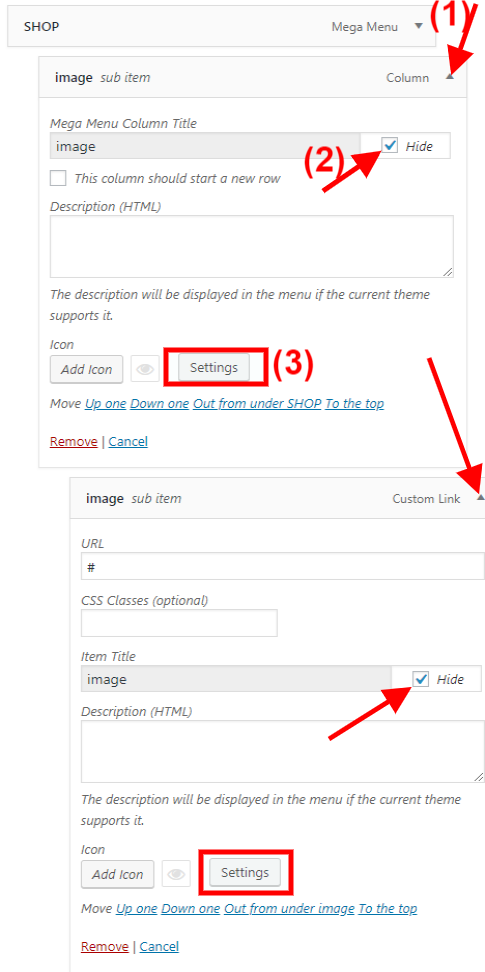 SHOP Mega Menu (1)
image sub item Column
Mega Menu Column Title
image Hide
(2)
This column should start a new row
Description (HTML)
The description will be displayed in the menu if the current theme
supports it.
Icon
Add Icon Settings (3)
Move Up one Down one Out from under SHOP To the top
Remove | Cancel
image sub item Custom Link
URL
#
CSS Classes (optional)
Item Title
image Hide
Description (HTML)
The description will be displayed in the menu if the current theme
supports it.
Icon
Add Icon Settings
Move Up one Down one Out from under image To the top
Remove | Cancel